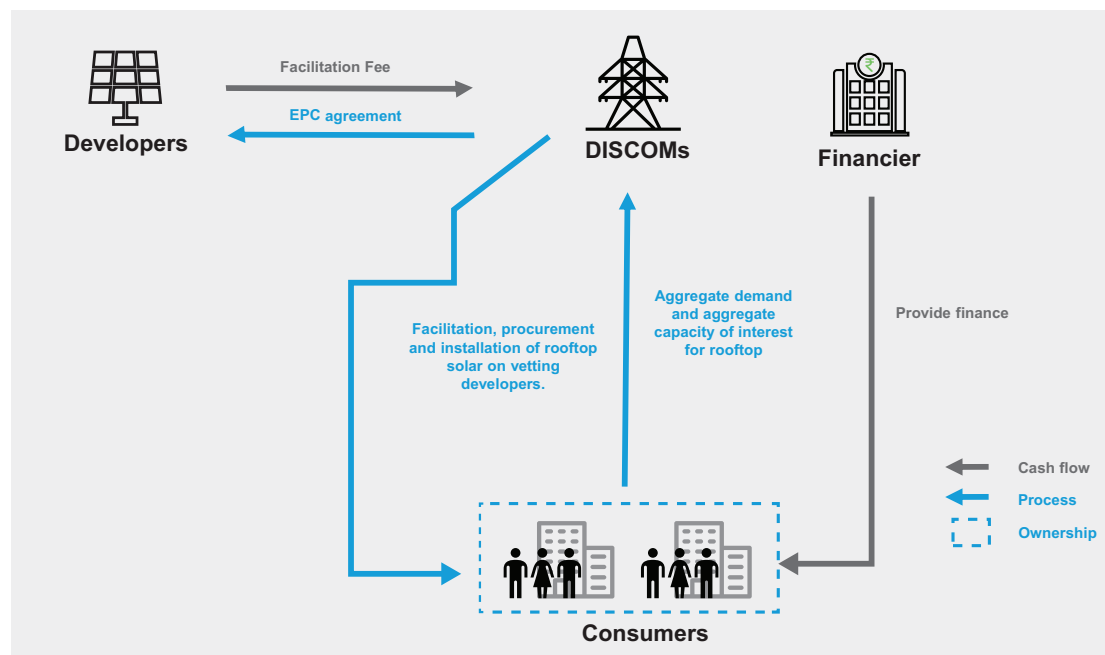 Facilitation Fee
EPC agreement
Developers
DISCOMs
₹
Financier
Facilitation, procurement
and installation of rooftop
solar on vetting
developers.
Aggregate demand
and aggregate
capacity of interest
for rooftop
Provide finance
Cash flow
Process
Ownership
Consumers